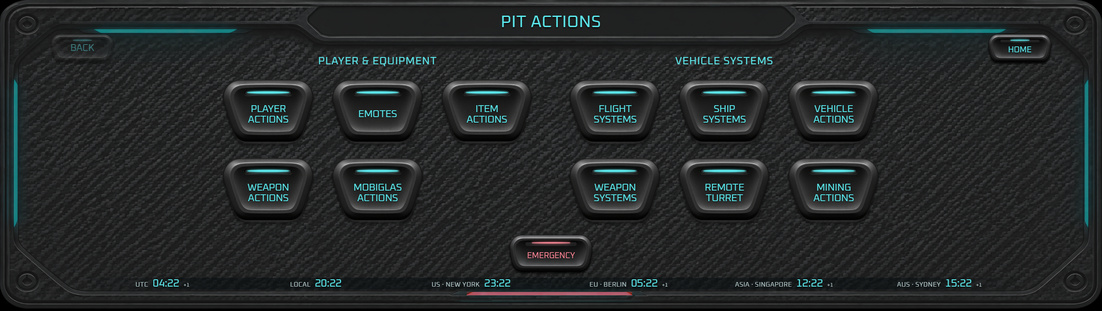 PIT ACTIONS
BACK
HOME
PLAYER & EQUIPMENT
VEHICLE SYSTEMS
PLAYER
ACTIONS
EMOTES
ITEM
ACTIONS
FLIGHT
SYSTEMS
SHIP
SYSTEMS
VEHICLE
ACTIONS
WEAPON
ACTIONS
MOBIGLAS
ACTIONS
WEAPON
SYSTEMS
REMOTE
TURRET
MINING
ACTIONS
EMERGENCY
UTC 04:22 +1
LOCAL 20:22
US · NEW YORK 23:22
EU · BERLIN 05:22 +1
ASIA · SINGAPORE 12:22 +1
AUS · SYDNEY 15:22 +1